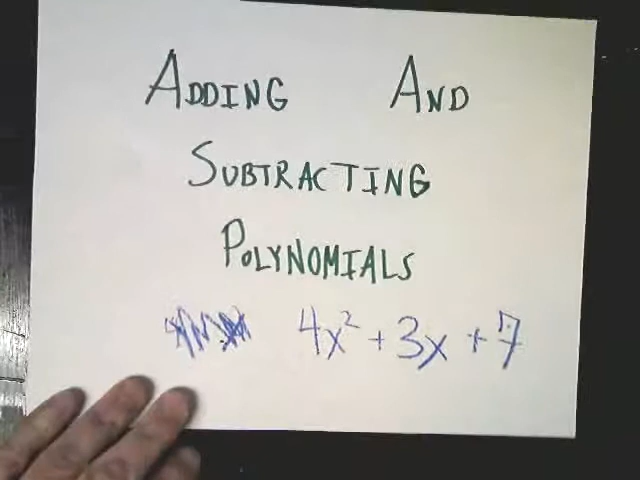 ADDING AND
SUBTRACTING
POLYNOMIALS
4x² + 3x + 7